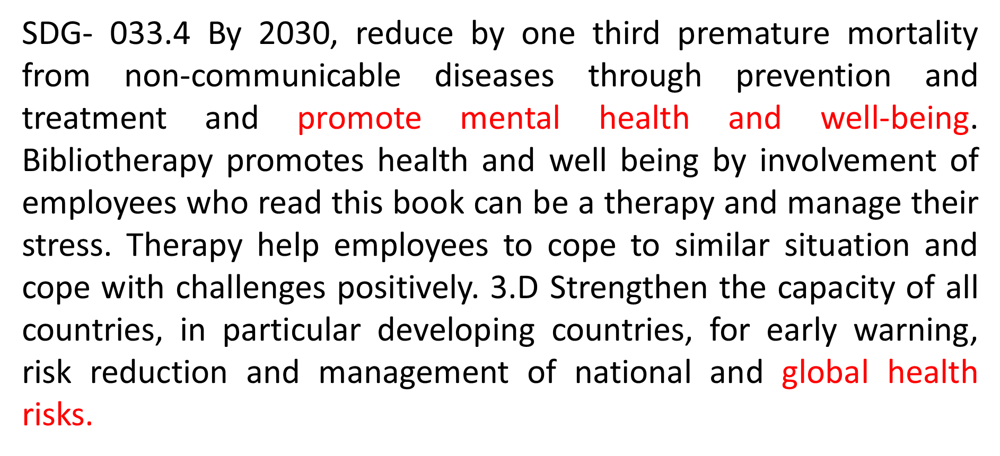 SDG- 033.4 By 2030, reduce by one third premature mortality
from non-communicable diseases through prevention and
treatment and promote mental health and well-being.
Bibliotherapy promotes health and well being by involvement of
employees who read this book can be a therapy and manage their
stress. Therapy help employees to cope to similar situation and
cope with challenges positively. 3.D Strengthen the capacity of all
countries, in particular developing countries, for early warning,
risk reduction and management of national and global health
risks.